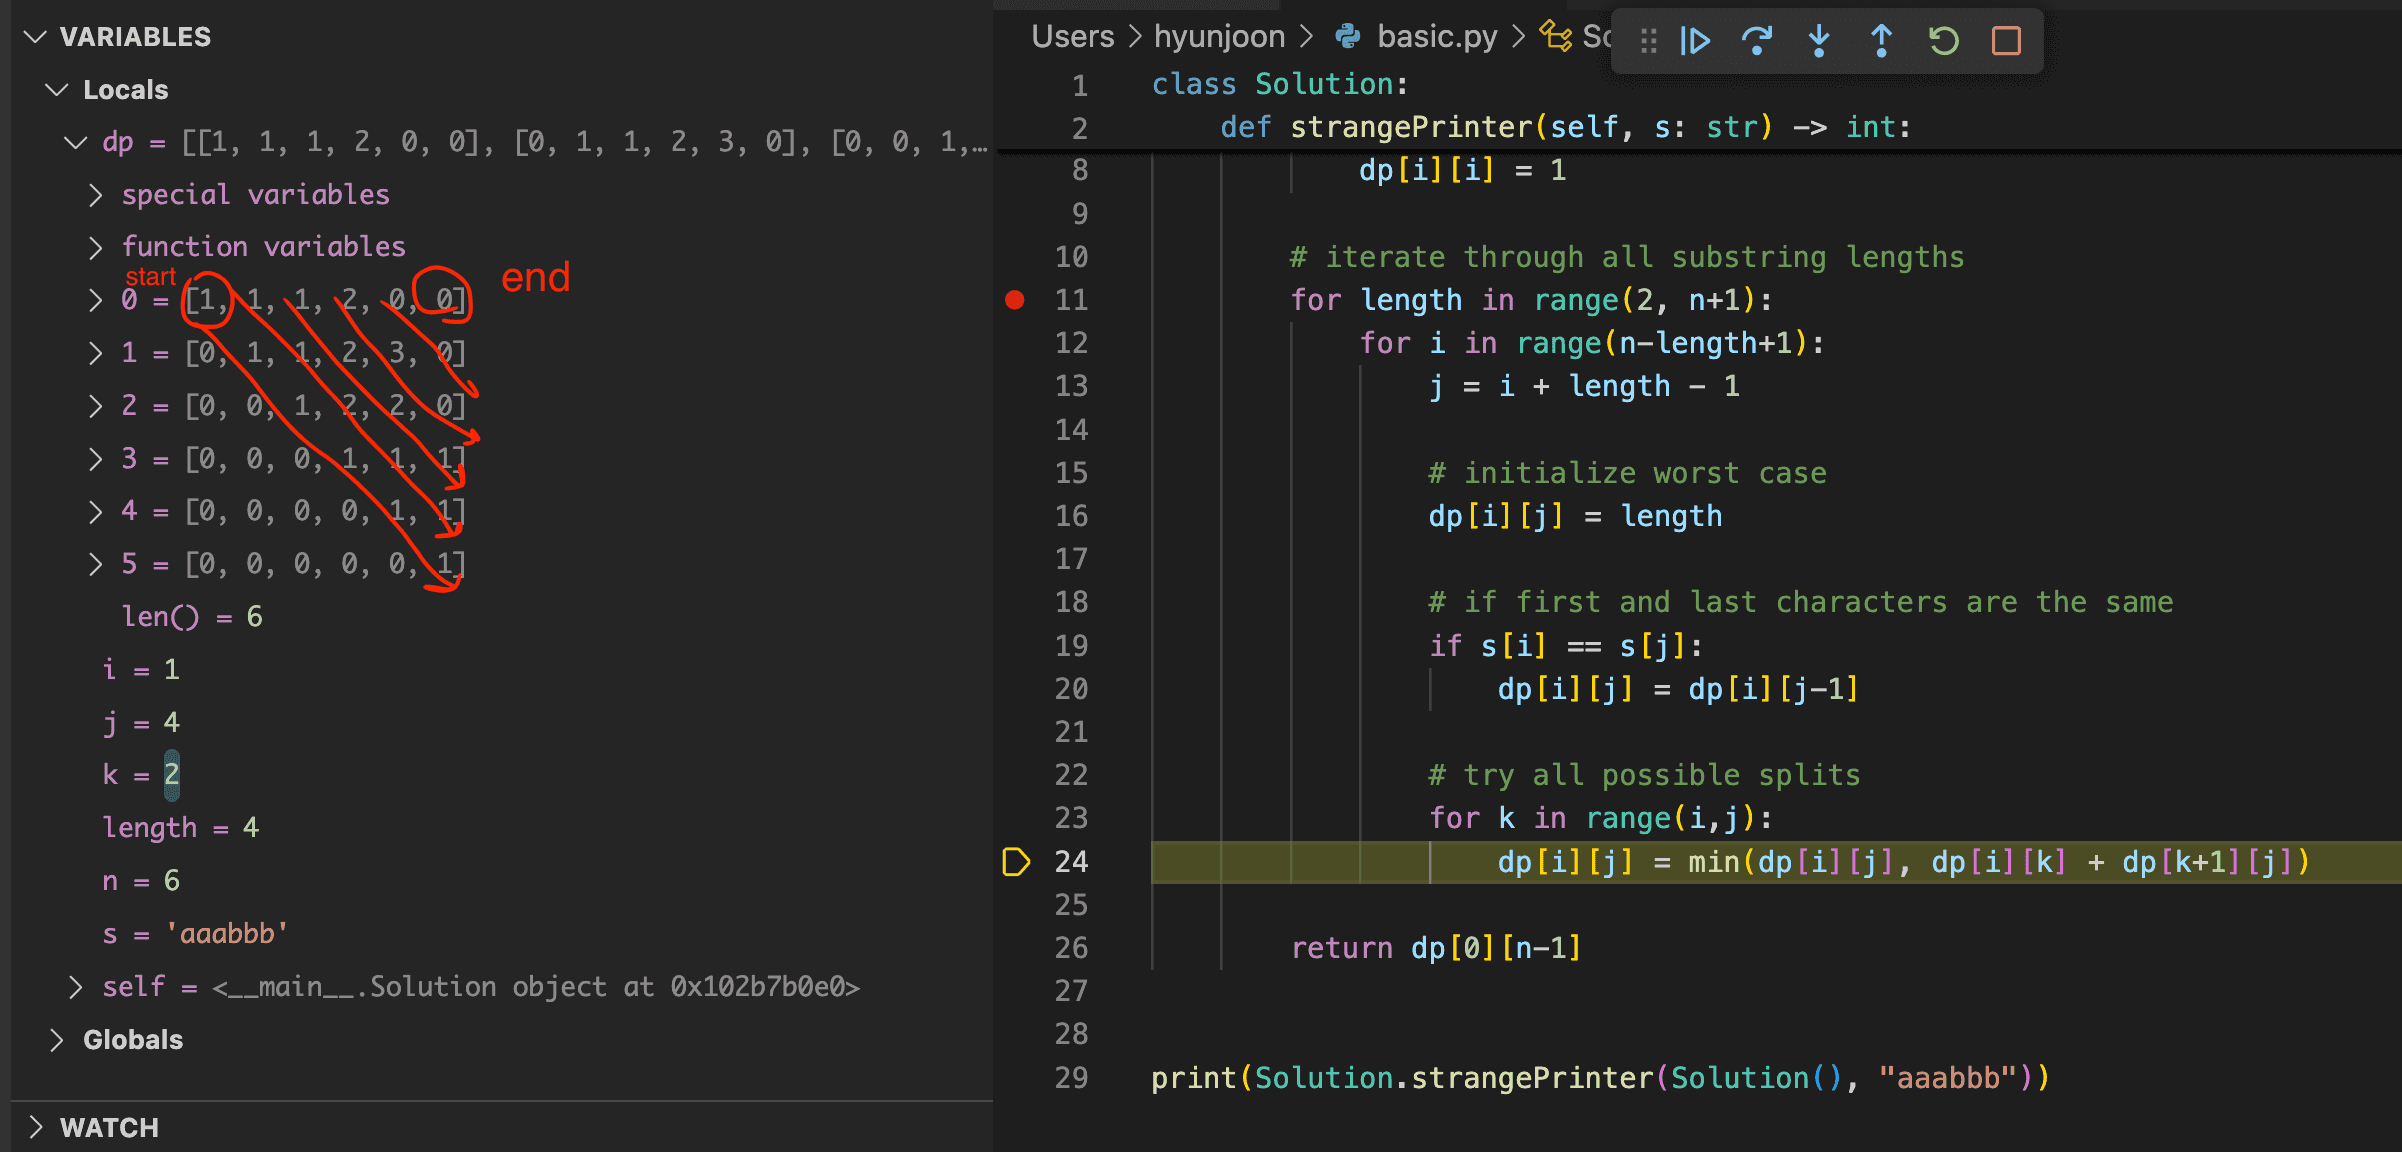 VARIABLES
Locals
dp = [[1, 1, 1, 2, 0, 0], [0, 1, 1, 2, 3, 0], [0, 0, 1,…
special variables
function variables
start
end
0 = [1, 1, 1, 2, 0, 0]
1 = [0, 1, 1, 2, 3, 0]
2 = [0, 0, 1, 2, 2, 0]
3 = [0, 0, 0, 1, 1, 1]
4 = [0, 0, 0, 0, 1, 1]
5 = [0, 0, 0, 0, 0, 1]
len() = 6
i = 1
j = 4
k = 2
length = 4
n = 6
s = 'aaabbb'
self = <__main__.Solution object at 0x102b7b0e0>
Globals
WATCH
Users > hyunjoon > basic.py > So
1 class Solution:
2 def strangePrinter(self, s: str) -> int:
8 dp[i][i] = 1
9
10 # iterate through all substring lengths
11 for length in range(2, n+1):
12 for i in range(n-length+1):
13 j = i + length - 1
14
15 # initialize worst case
16 dp[i][j] = length
17
18 # if first and last characters are the same
19 if s[i] == s[j]:
20 dp[i][j] = dp[i][j-1]
21
22 # try all possible splits
23 for k in range(i,j):
24 dp[i][j] = min(dp[i][j], dp[i][k] + dp[k+1][j])
25
26 return dp[0][n-1]
27
28
29 print(Solution.strangePrinter(Solution(), "aaabbb"))